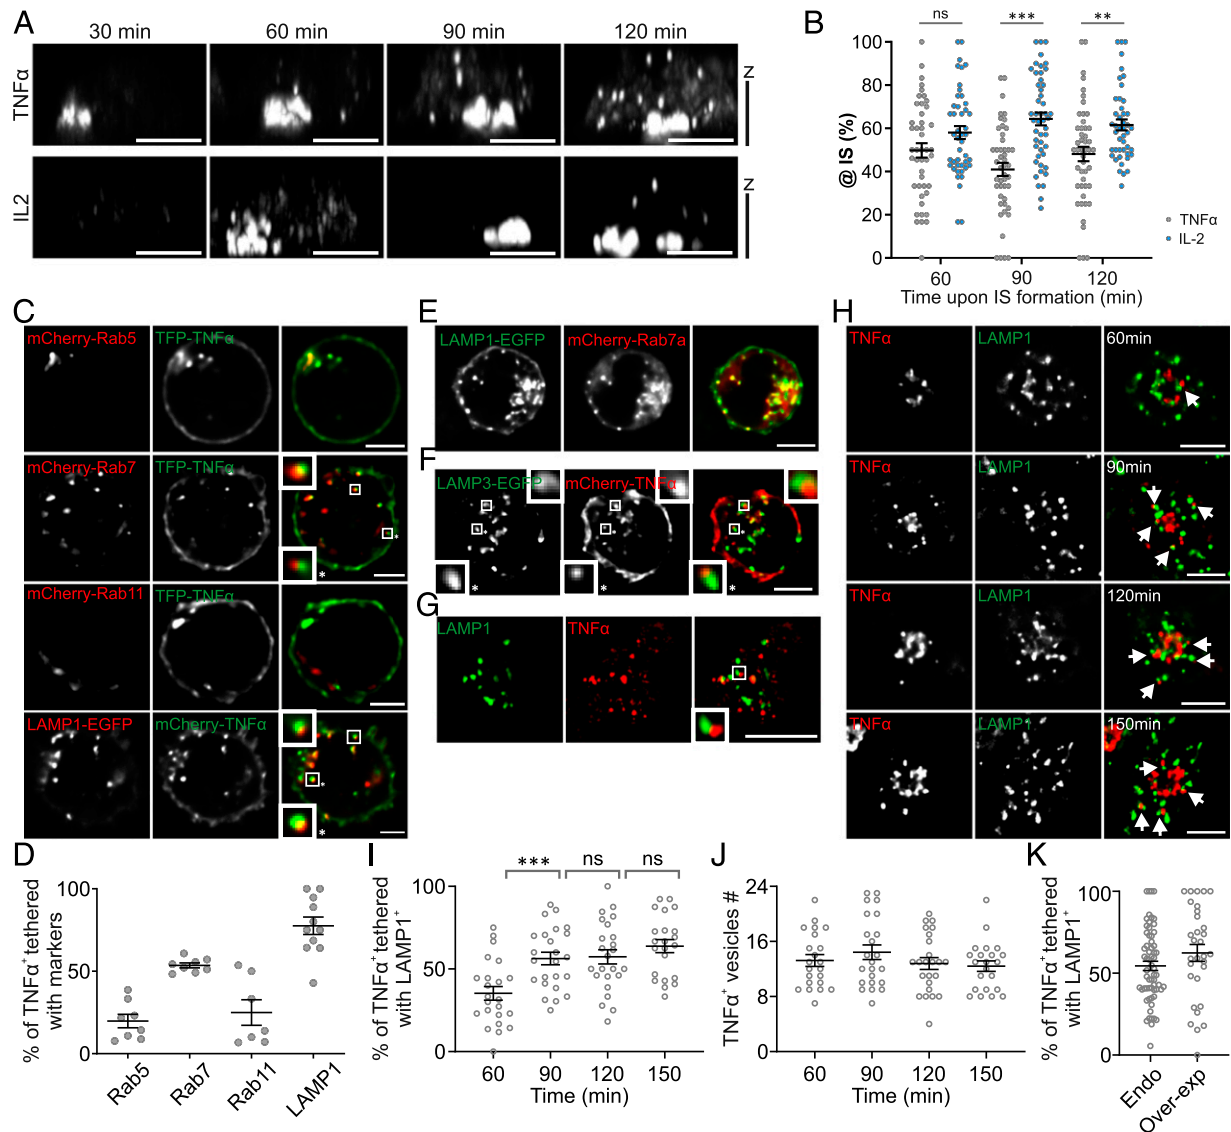 A
30 min
60 min
90 min
120 min
TNFα
IL2
Z
Z
B
ns
***
**
100
80
60
40
20
0
@ IS (%)
60
90
120
Time upon IS formation (min)
TNFα
IL-2
C
mCherry-Rab5
TFP-TNFα
mCherry-Rab7
TFP-TNFα
*
*
mCherry-Rab11
TFP-TNFα
LAMP1-EGFP
mCherry-TNFα
*
*
E
LAMP1-EGFP
mCherry-Rab7a
F
LAMP3-EGFP
mCherry-TNFα
*
*
*
*
*
*
G
LAMP1
TNFα
H
TNFα
LAMP1
60min
TNFα
LAMP1
90min
TNFα
LAMP1
120min
TNFα
LAMP1
150min
D
% of TNFα⁺ tethered
with markers
100
50
0
Rab5
Rab7
Rab11
LAMP1
I
% of TNFα⁺ tethered
with LAMP1⁺
***
ns
ns
100
50
0
60
90
120
150
Time (min)
J
TNFα⁺ vesicles #
24
16
8
0
60
90
120
150
Time (min)
K
% of TNFα⁺ tethered
with LAMP1⁺
100
50
0
Endo
Over-exp